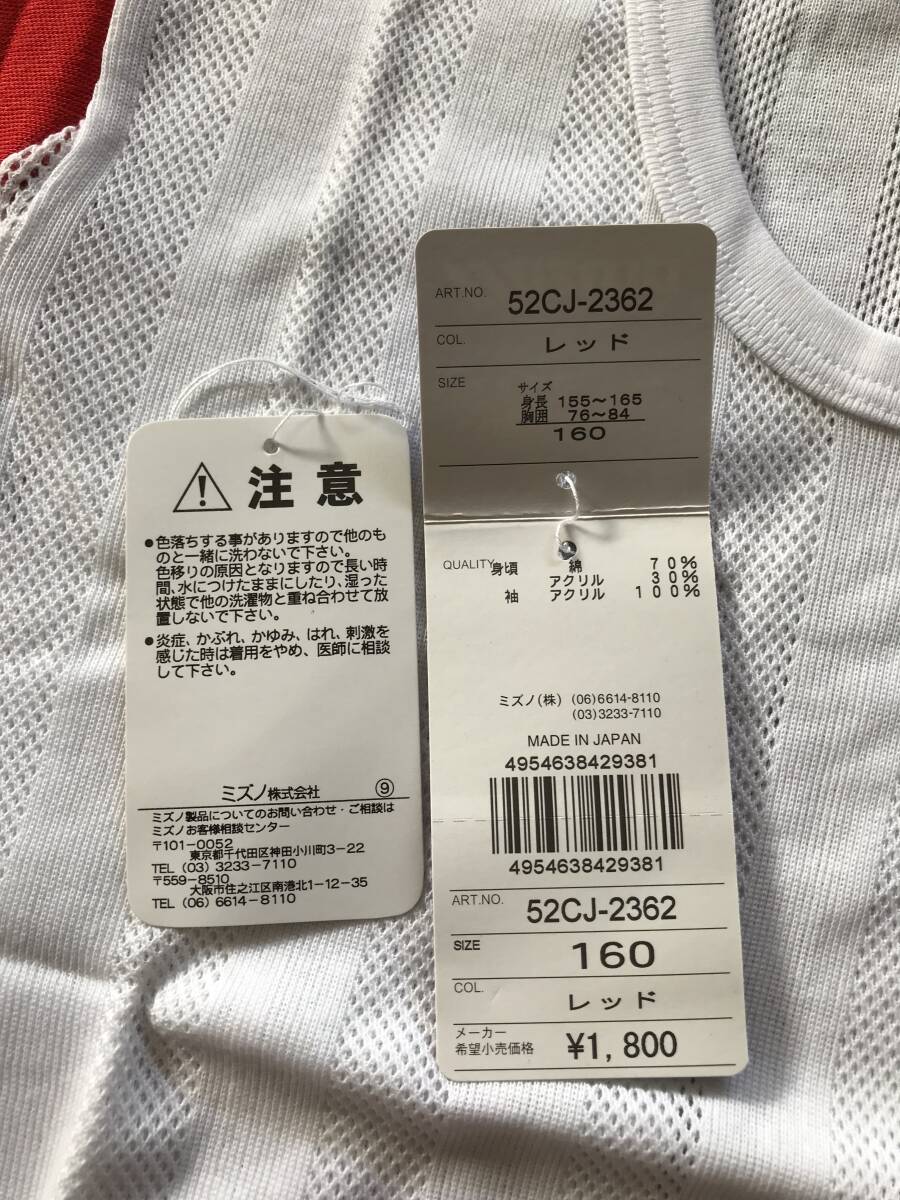 注意
●色落ちする事がありますので他のも
のと一緒に洗わないで下さい。
色移りの原因となりますので長い時
間、水につけたままにしたり、湿った
状態で他の洗濯物と重ね合わせて放
置しないで下さい。
●炎症、かぶれ、かゆみ、はれ、刺激を
感じた時は着用をやめ、医師に相談
して下さい。
ミズノ株式会社 ⑨
ミズノ製品についてのお問い合わせ・ご相談は
ミズノお客様相談センター
〒101-0052
東京都千代田区神田小川町3-22
TEL (03) 3233-7110
〒559-8510
大阪市住之江区南港北1-12-35
TEL (06) 6614-8110
ART.NO. 52CJ-2362
COL. レッド
SIZE サイズ
身長 155~165
胸囲 76~84
160
QUALITY 身頃 綿 70%
アクリル 30%
袖 アクリル 100%
ミズノ(株) (06)6614-8110
(03)3233-7110
MADE IN JAPAN
4954638429381
4954638429381
ART.NO. 52CJ-2362
SIZE 160
COL. レッド
メーカー
希望小売価格 ¥1,800